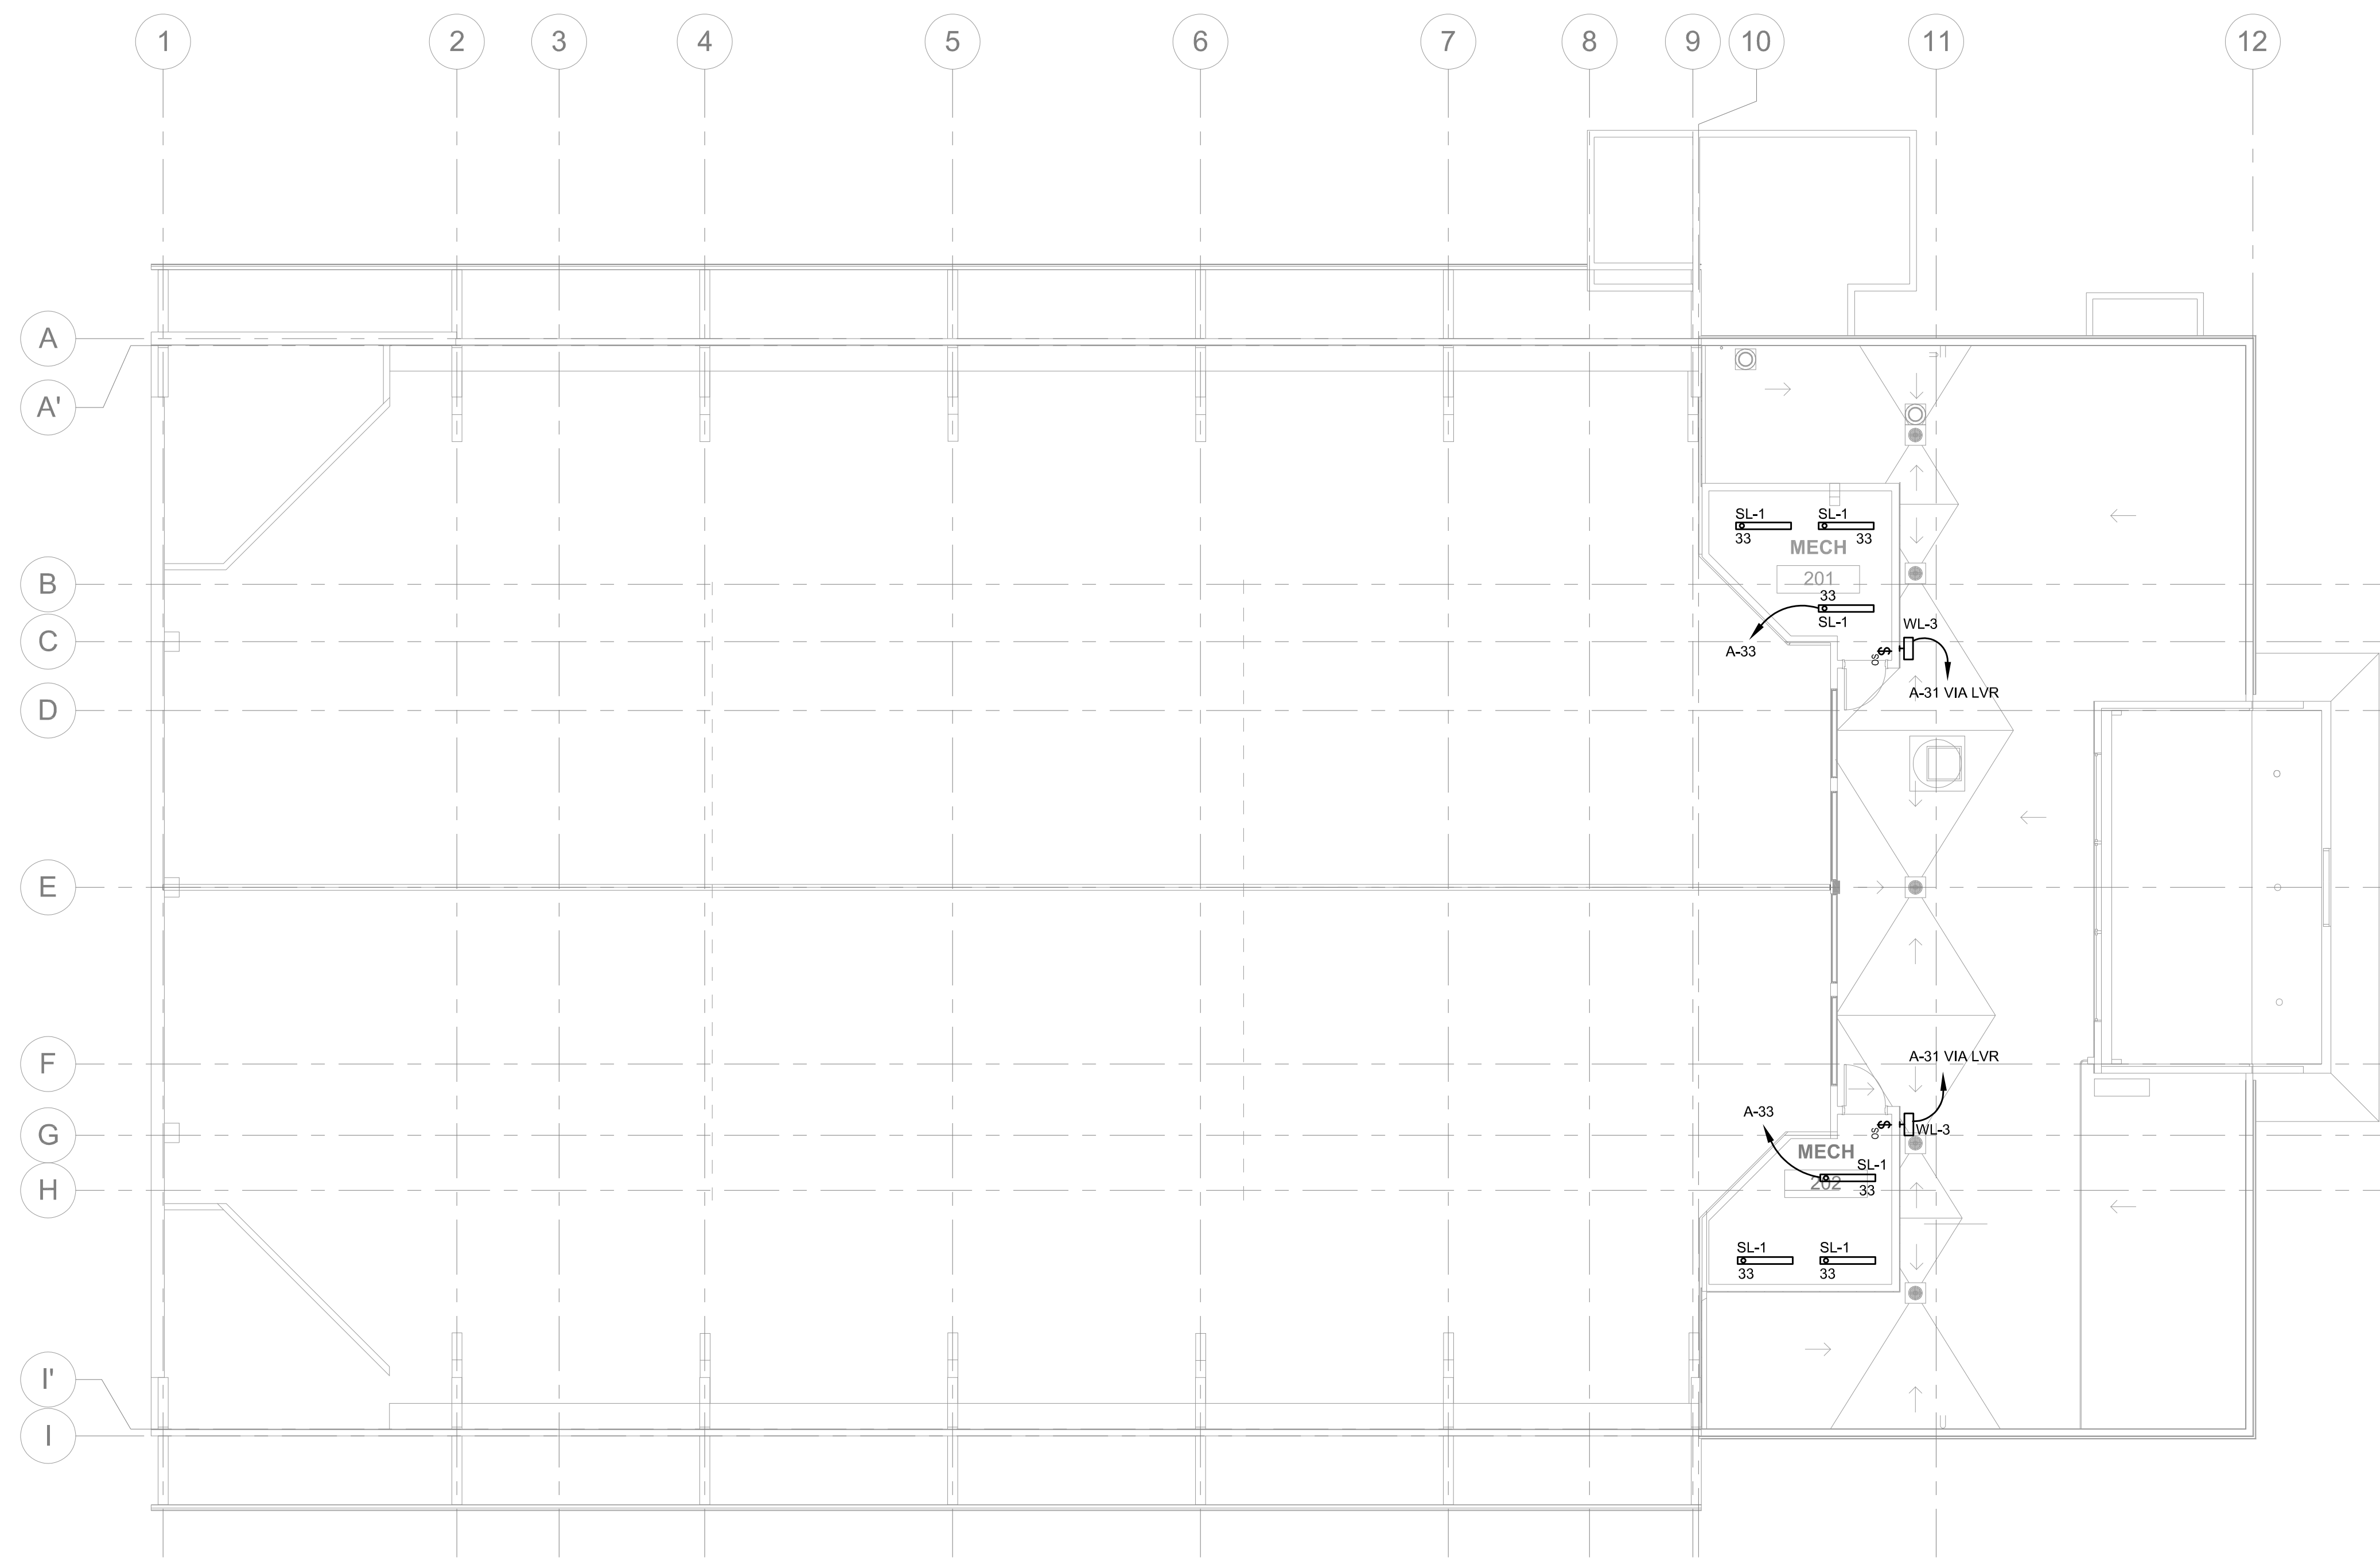 1 2 3 4 5 6 7 8 9 10 11 12
A
A'
B
C
D
E
F
G
H
I'
I
SL-1 SL-1
33 33
MECH
201
33
SL-1
A-33
WL-3
$OS
A-31 VIA LVR
A-31 VIA LVR
A-33
$OS
WL-3
MECH
SL-1
202
33
SL-1 SL-1
33 33